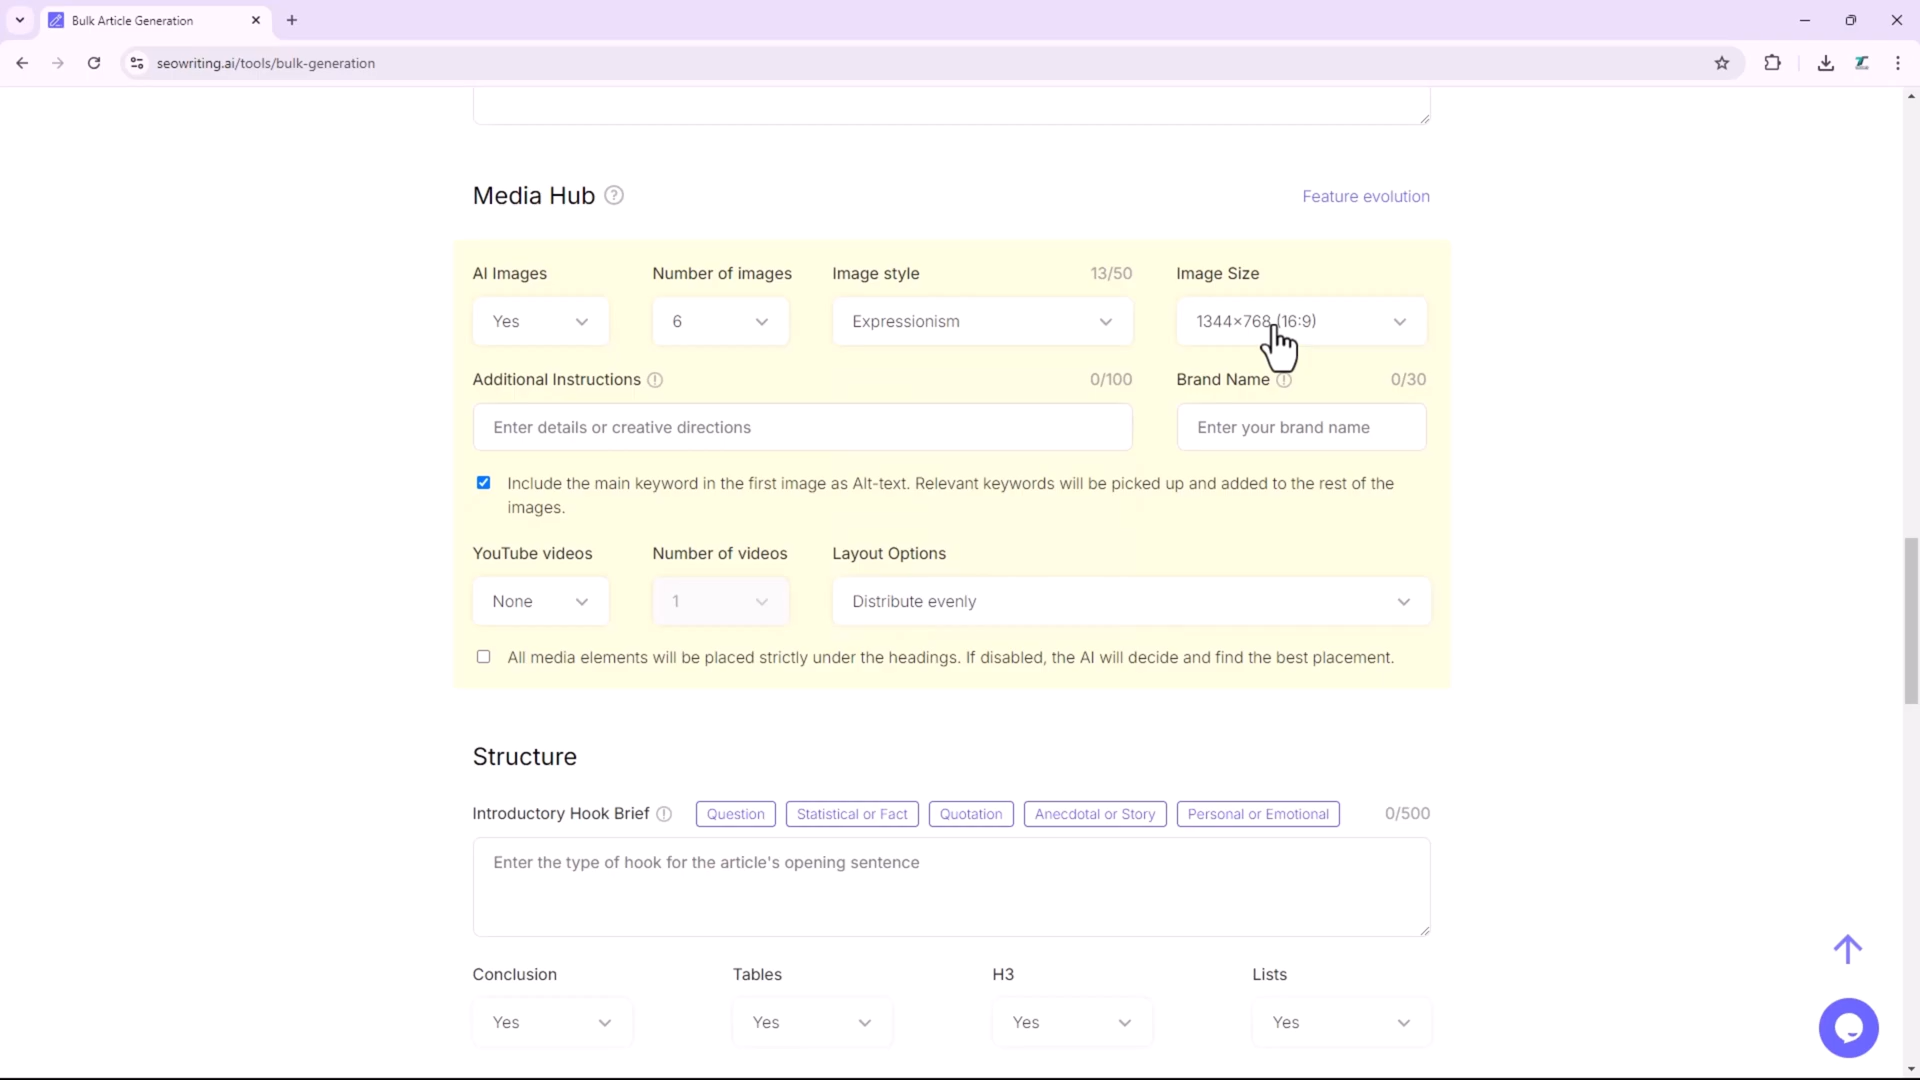 Bulk Article Generation
seowriting.ai/tools/bulk-generation
Media Hub
Feature evolution
AI Images
Number of images
Image style
13/50
Image Size
Yes
6
Expressionism
1344×768 (16:9)
Additional Instructions
0/100
Brand Name
0/30
Enter details or creative directions
Enter your brand name
Include the main keyword in the first image as Alt-text. Relevant keywords will be picked up and added to the rest of the
images.
YouTube videos
Number of videos
Layout Options
None
1
Distribute evenly
All media elements will be placed strictly under the headings. If disabled, the AI will decide and find the best placement.
Structure
Introductory Hook Brief
Question
Statistical or Fact
Quotation
Anecdotal or Story
Personal or Emotional
0/500
Enter the type of hook for the article's opening sentence
Conclusion
Tables
H3
Lists
Yes
Yes
Yes
Yes